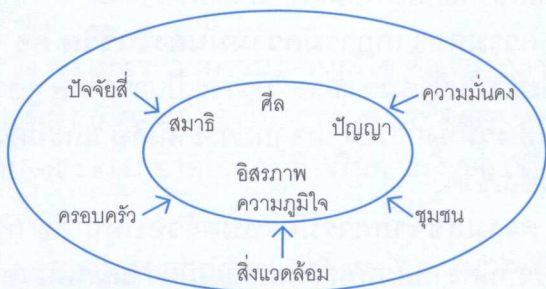 ปัจจัยสี่
ศีล
ความมั่นคง
สมาธิ
ปัญญา
อิสรภาพ
ความภูมิใจ
ครอบครัว
ชุมชน
สิ่งแวดล้อม